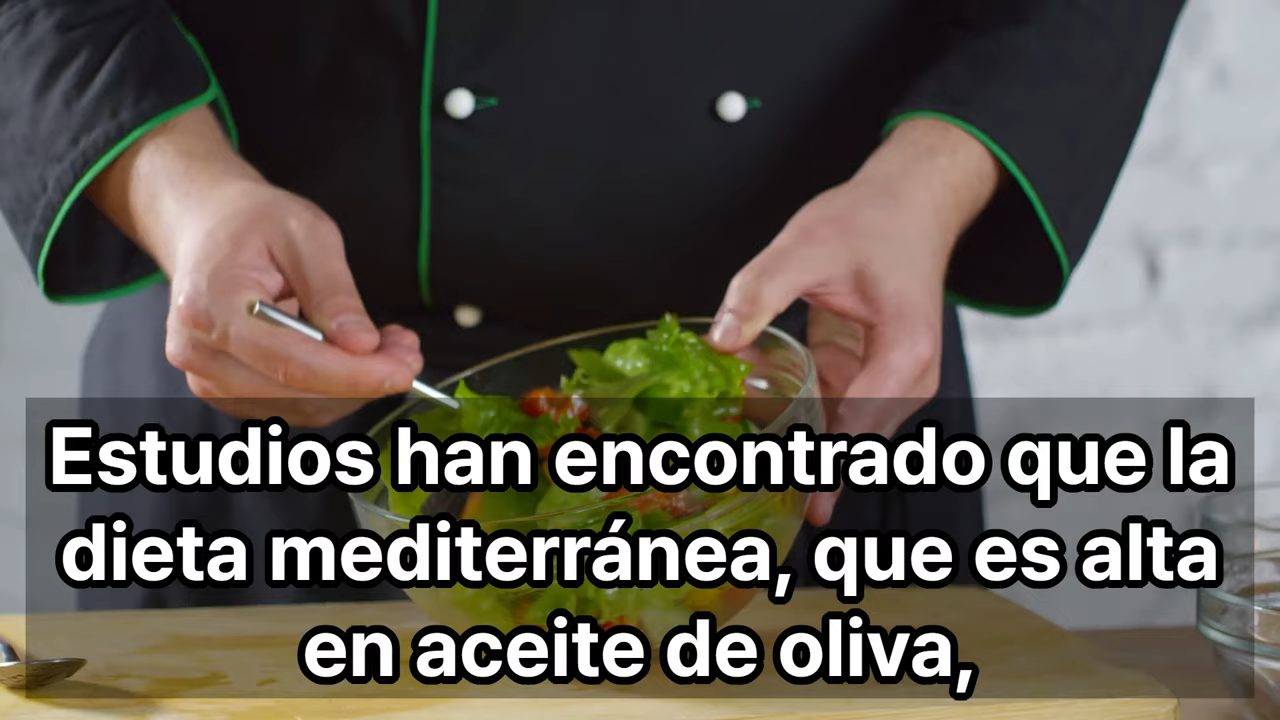 Estudios han encontrado que la
dieta mediterránea, que es alta
en aceite de oliva,